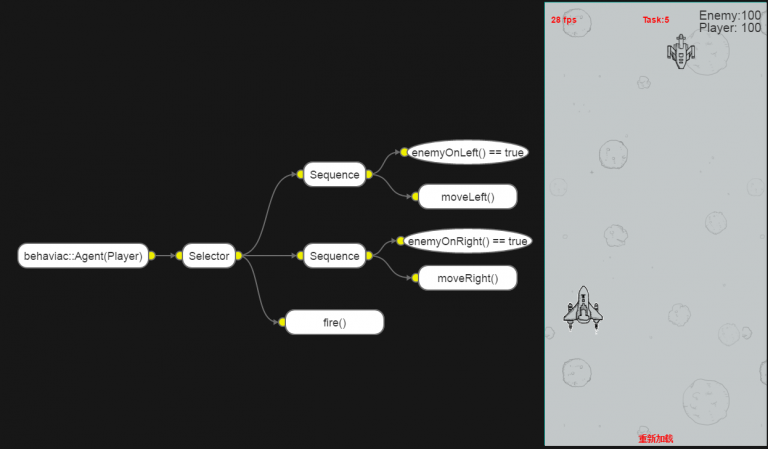 28 fps
Task:5
Enemy:100
Player: 100
enemyOnLeft() == true
Sequence
moveLeft()
enemyOnRight() == true
behaviac::Agent(Player)
Selector
Sequence
moveRight()
fire()
重新加载